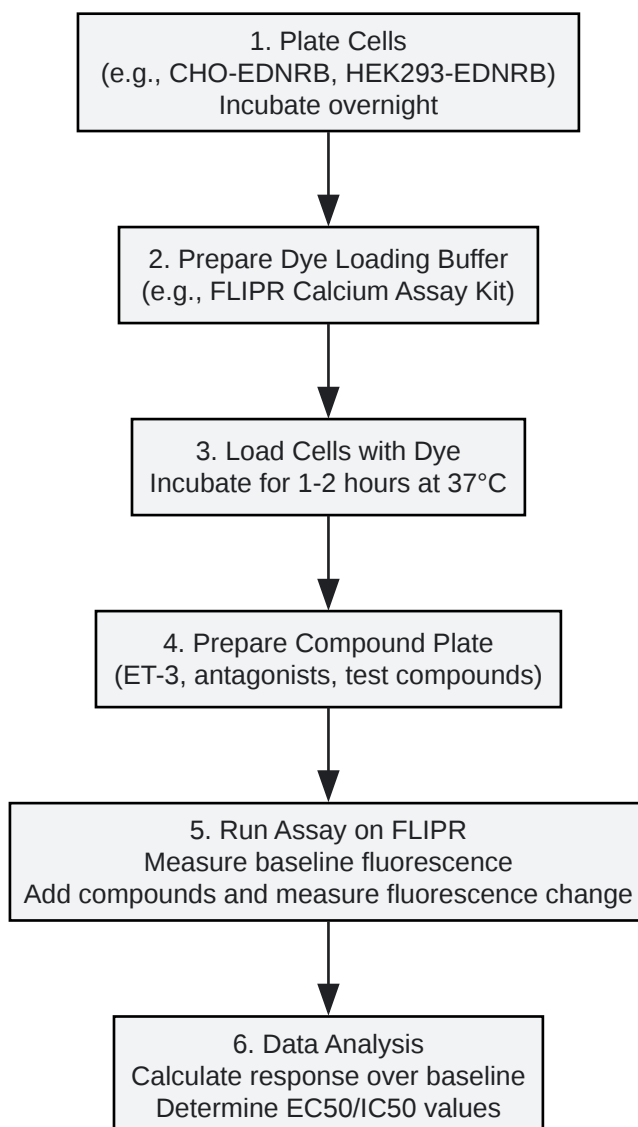 1. Plate Cells
(e.g., CHO-EDNRB, HEK293-EDNRB)
Incubate overnight
2. Prepare Dye Loading Buffer
(e.g., FLIPR Calcium Assay Kit)
3. Load Cells with Dye
Incubate for 1-2 hours at 37°C
4. Prepare Compound Plate
(ET-3, antagonists, test compounds)
5. Run Assay on FLIPR
Measure baseline fluorescence
Add compounds and measure fluorescence change
6. Data Analysis
Calculate response over baseline
Determine EC50/IC50 values